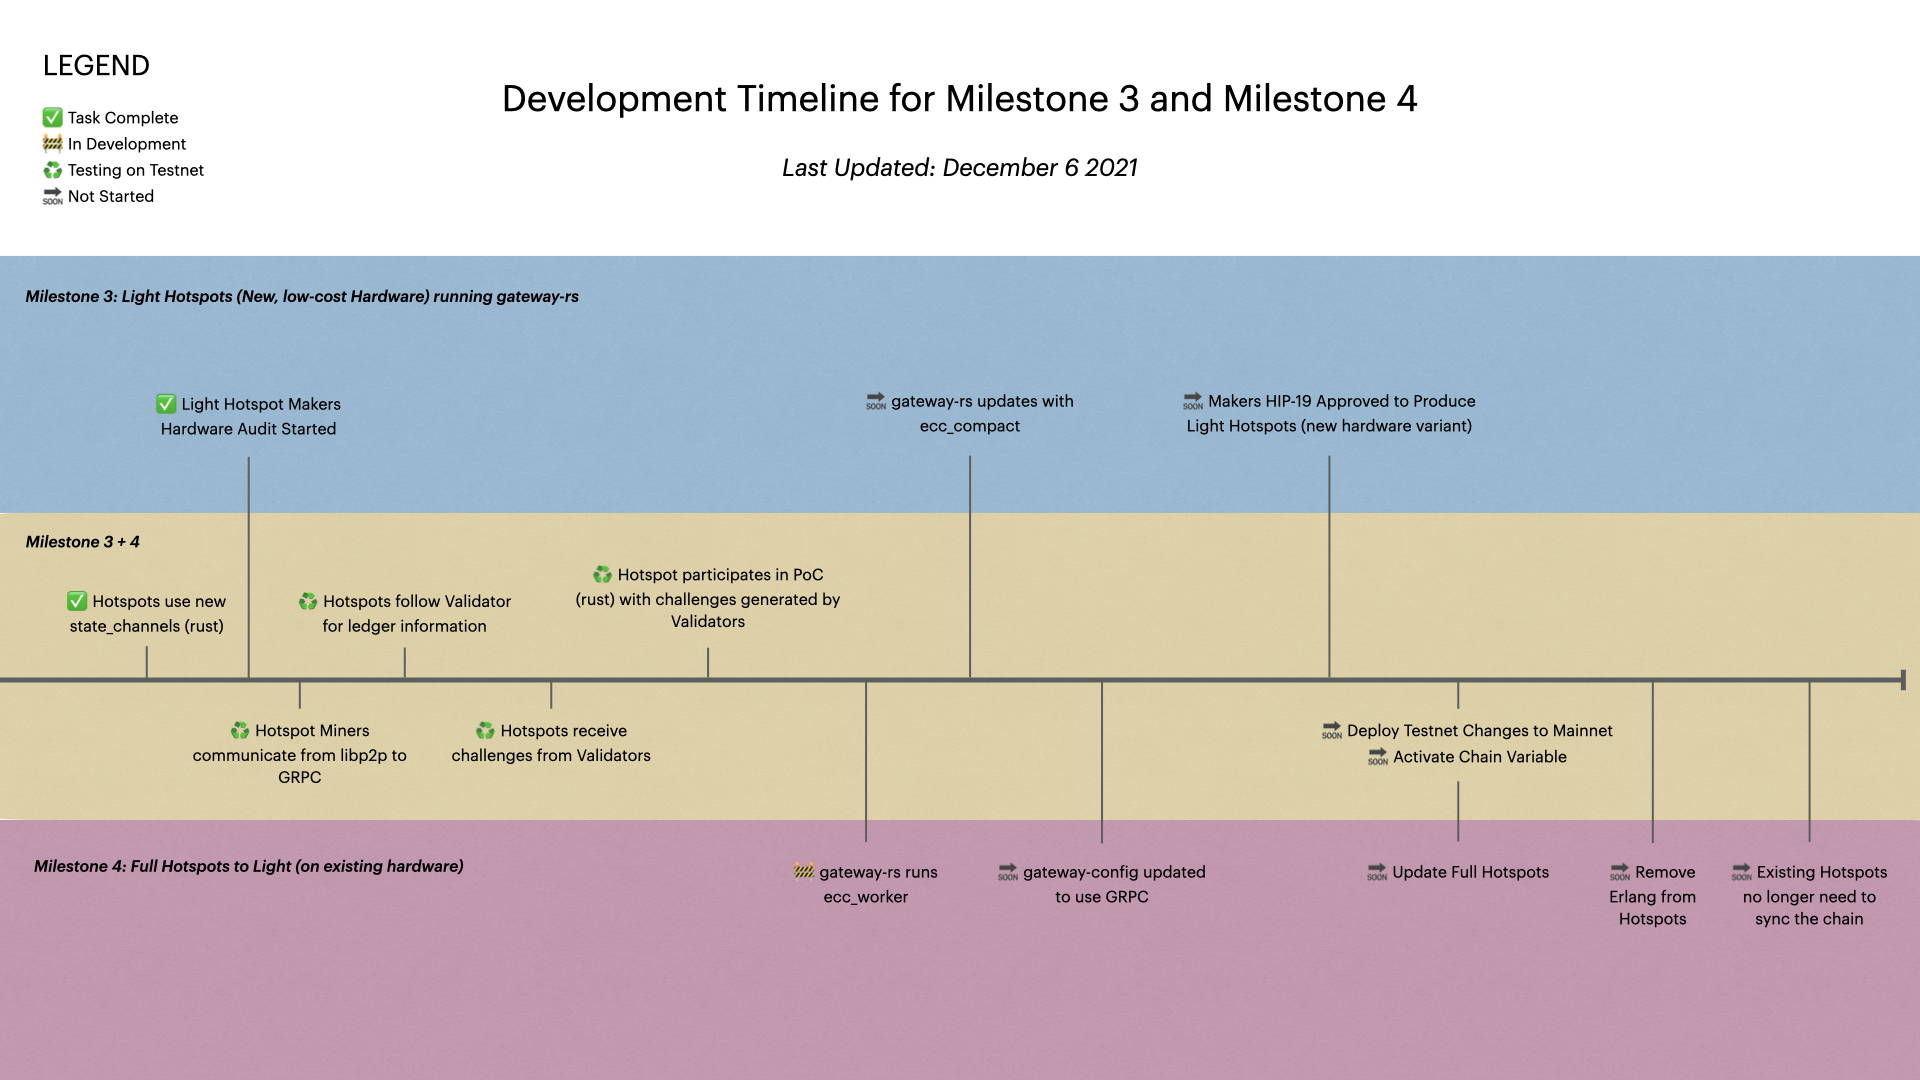 LEGEND
✅ Task Complete
🚧 In Development
♻️ Testing on Testnet
🔜 Not Started
Development Timeline for Milestone 3 and Milestone 4
Last Updated: December 6 2021
Milestone 3: Light Hotspots (New, low-cost Hardware) running gateway-rs
✅ Light Hotspot Makers
Hardware Audit Started
🔜 gateway-rs updates with
ecc_compact
🔜 Makers HIP-19 Approved to Produce
Light Hotspots (new hardware variant)
Milestone 3 + 4
✅ Hotspots use new
state_channels (rust)
♻️ Hotspots follow Validator
for ledger information
♻️ Hotspot participates in PoC
(rust) with challenges generated by
Validators
♻️ Hotspot Miners
communicate from libp2p to
GRPC
♻️ Hotspots receive
challenges from Validators
🔜 Deploy Testnet Changes to Mainnet
🔜 Activate Chain Variable
Milestone 4: Full Hotspots to Light (on existing hardware)
🚧 gateway-rs runs
ecc_worker
🔜 gateway-config updated
to use GRPC
🔜 Update Full Hotspots
🔜 Remove
Erlang from
Hotspots
🔜 Existing Hotspots
no longer need to
sync the chain